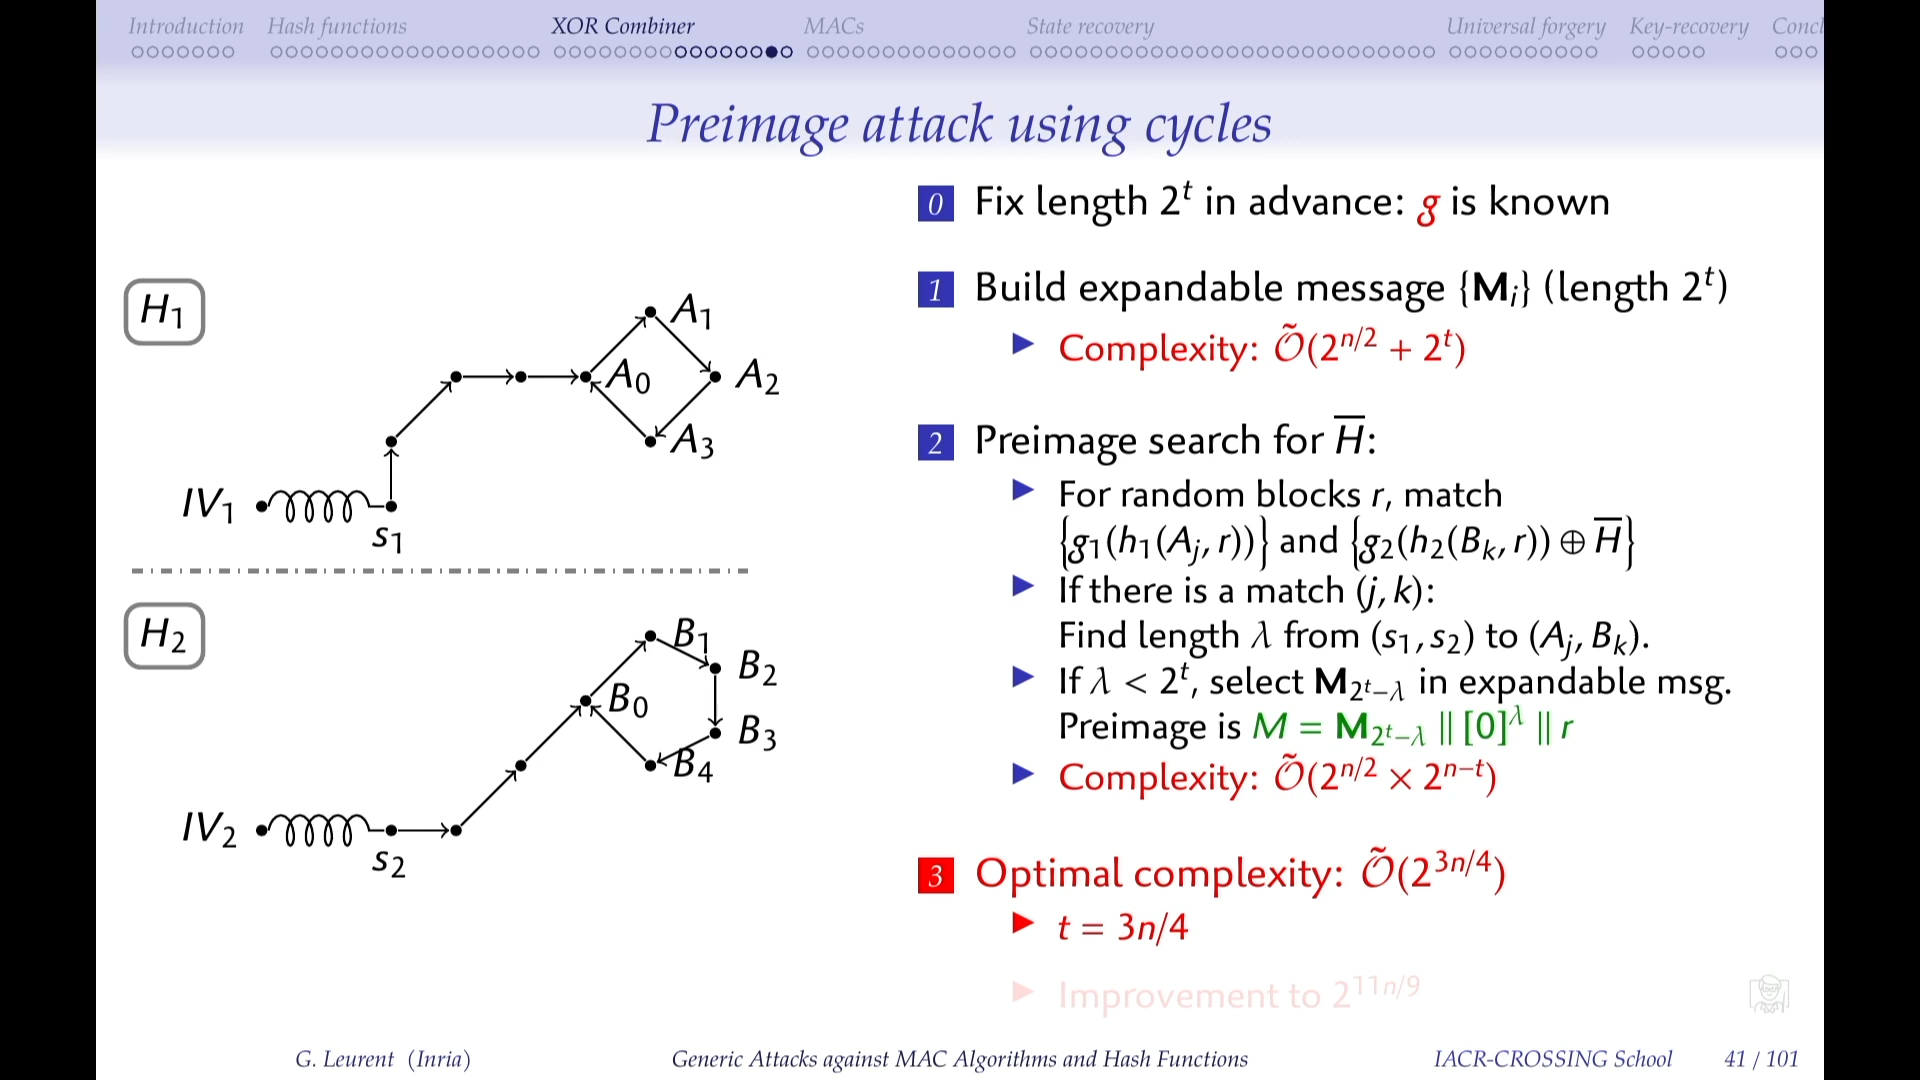 Introduction Hash functions XOR Combiner MACs State recovery Universal forgery Key-recovery Concl
Preimage attack using cycles
0 Fix length 2^t in advance: g is known
1 Build expandable message {M_i} (length 2^t)
▶ Complexity: Õ(2^{n/2} + 2^t)
2 Preimage search for H̅:
▶ For random blocks r, match
{g_1(h_1(A_j, r))} and {g_2(h_2(B_k, r)) ⊕ H̅}
▶ If there is a match (j, k):
Find length λ from (s_1, s_2) to (A_j, B_k).
▶ If λ < 2^t, select M_{2^t−λ} in expandable msg.
Preimage is M = M_{2^t−λ} ∥ [0]^λ ∥ r
▶ Complexity: Õ(2^{n/2} × 2^{n−t})
3 Optimal complexity: Õ(2^{3n/4})
▶ t = 3n/4
▶ Improvement to 2^{11n/9}
H_1
A_1
A_0
A_2
A_3
IV_1
s_1
H_2
B_1
B_2
B_0
B_3
B_4
IV_2
s_2
G. Leurent (Inria) Generic Attacks against MAC Algorithms and Hash Functions IACR-CROSSING School 41 / 101